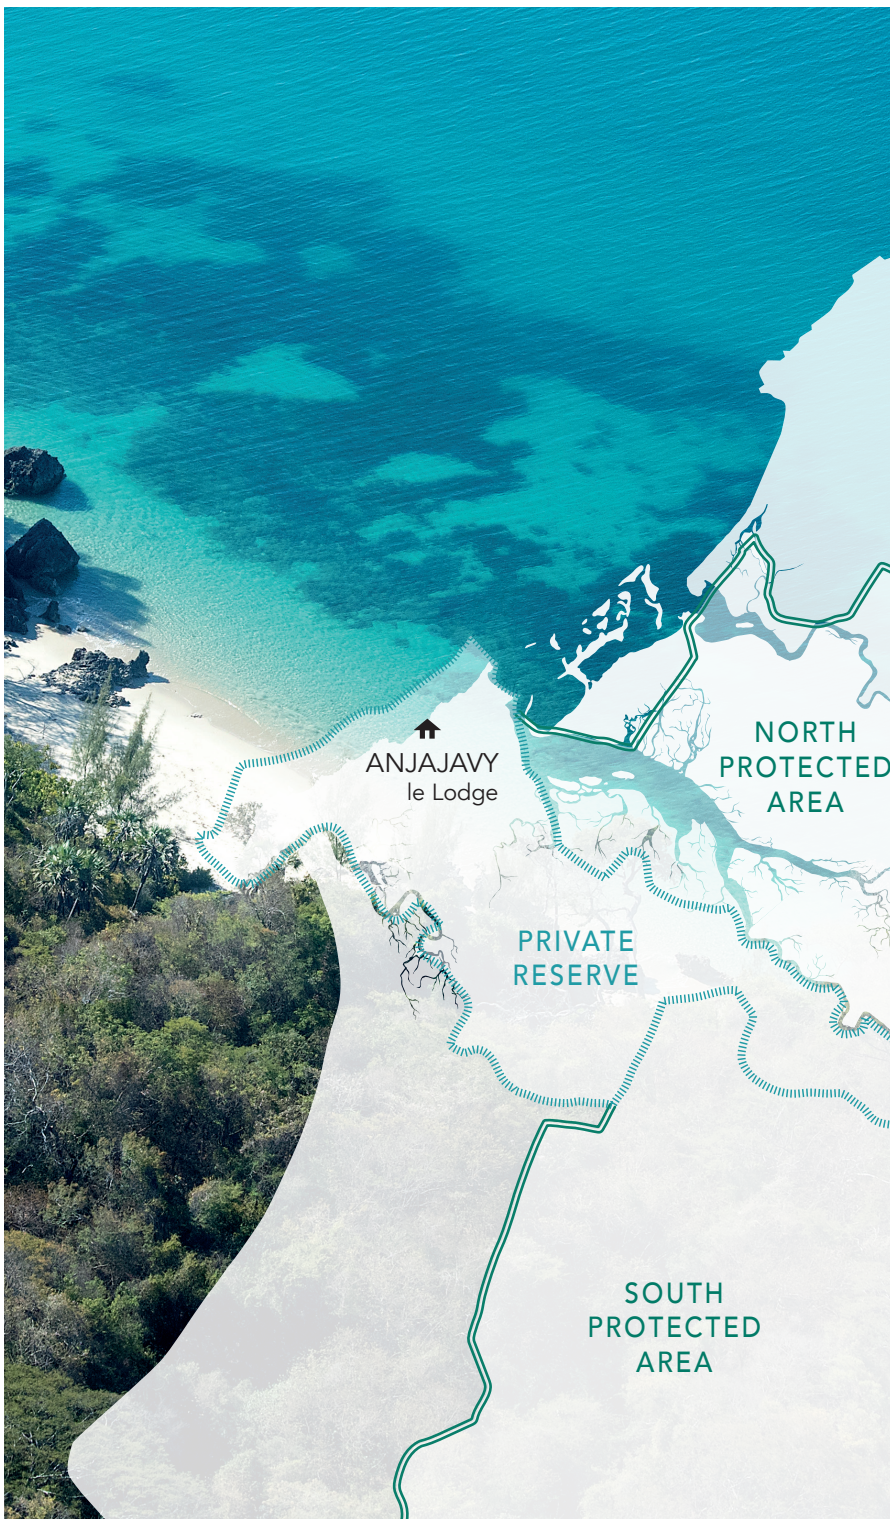 NORTH
PROTECTED
AREA
ANJAJAVY
le Lodge
PRIVATE
RESERVE
SOUTH
PROTECTED
AREA